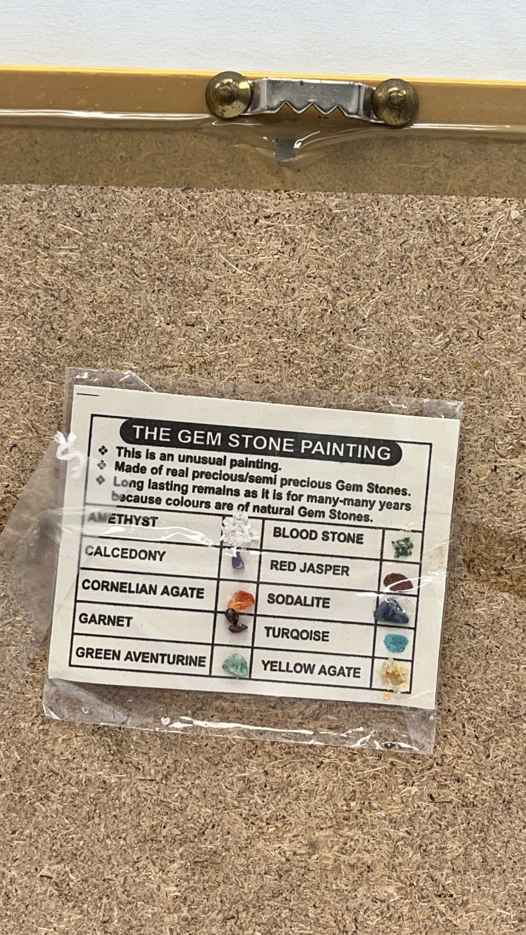 THE GEM STONE PAINTING
❖ This is an unusual painting.
❖ Made of real precious/semi precious Gem Stones.
❖ Long lasting remains as it is for many-many years
because colours are of natural Gem Stones.
AMETHYST
BLOOD STONE
CALCEDONY
RED JASPER
CORNELIAN AGATE
SODALITE
GARNET
TURQOISE
GREEN AVENTURINE
YELLOW AGATE